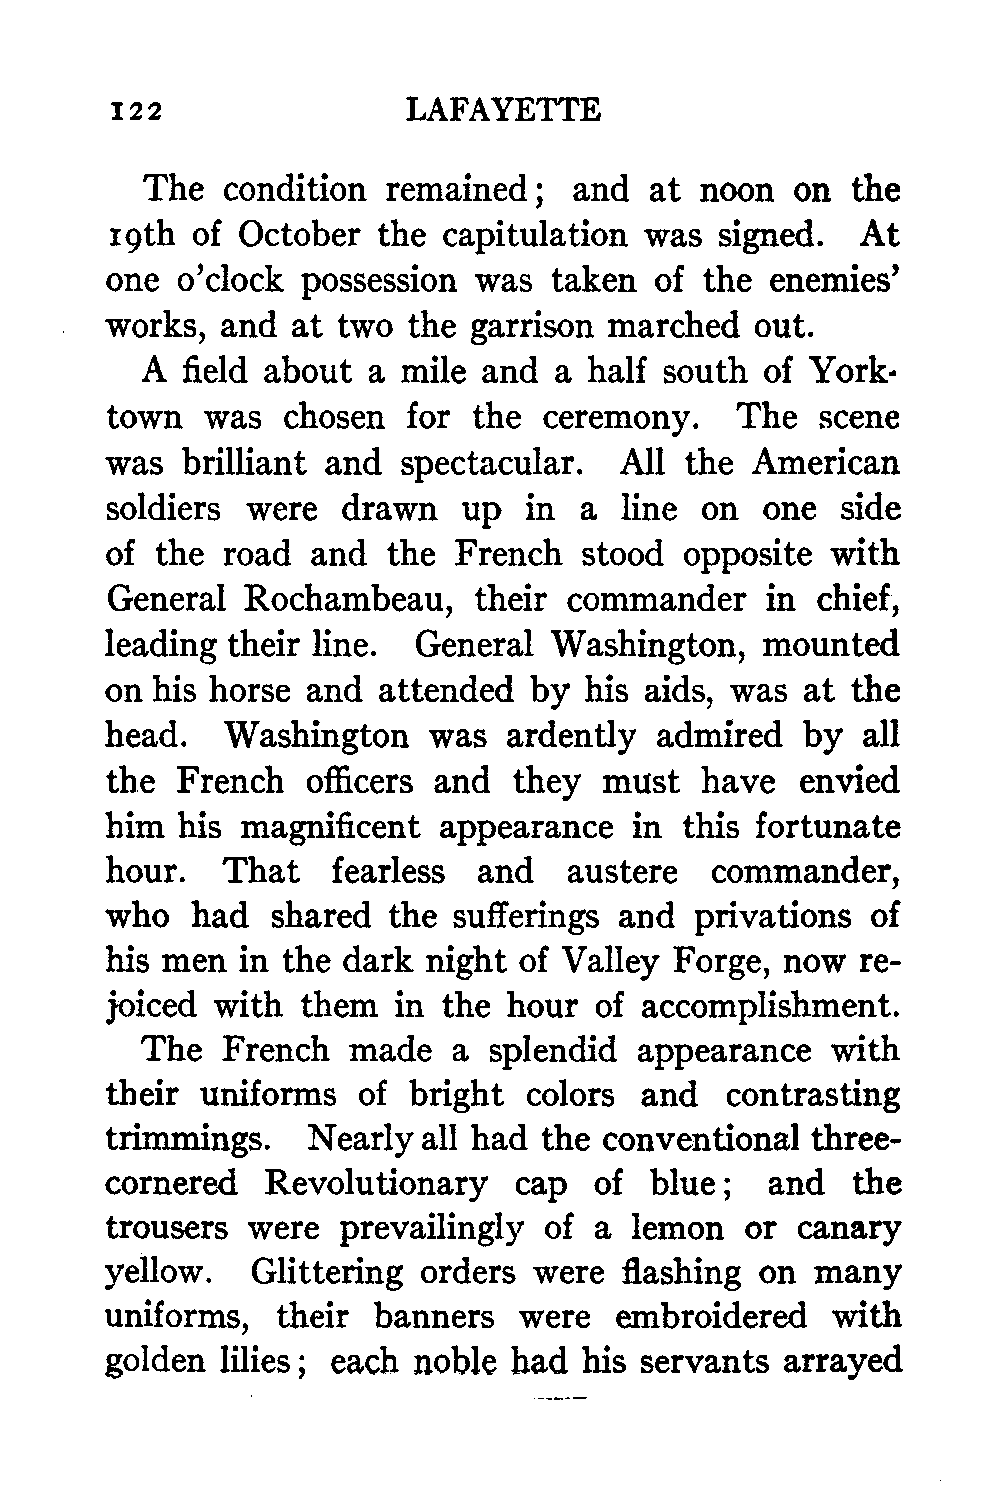 122 LAFAYETTE
The condition remained; and at noon on the
19th of October the capitulation was signed. At
one o'clock possession was taken of the enemies'
works, and at two the garrison marched out.
A field about a mile and a half south of York-
town was chosen for the ceremony. The scene
was brilliant and spectacular. All the American
soldiers were drawn up in a line on one side
of the road and the French stood opposite with
General Rochambeau, their commander in chief,
leading their line. General Washington, mounted
on his horse and attended by his aids, was at the
head. Washington was ardently admired by all
the French officers and they must have envied
him his magnificent appearance in this fortunate
hour. That fearless and austere commander,
who had shared the sufferings and privations of
his men in the dark night of Valley Forge, now re-
joiced with them in the hour of accomplishment.
The French made a splendid appearance with
their uniforms of bright colors and contrasting
trimmings. Nearly all had the conventional three-
cornered Revolutionary cap of blue; and the
trousers were prevailingly of a lemon or canary
yellow. Glittering orders were flashing on many
uniforms, their banners were embroidered with
golden lilies; each noble had his servants arrayed